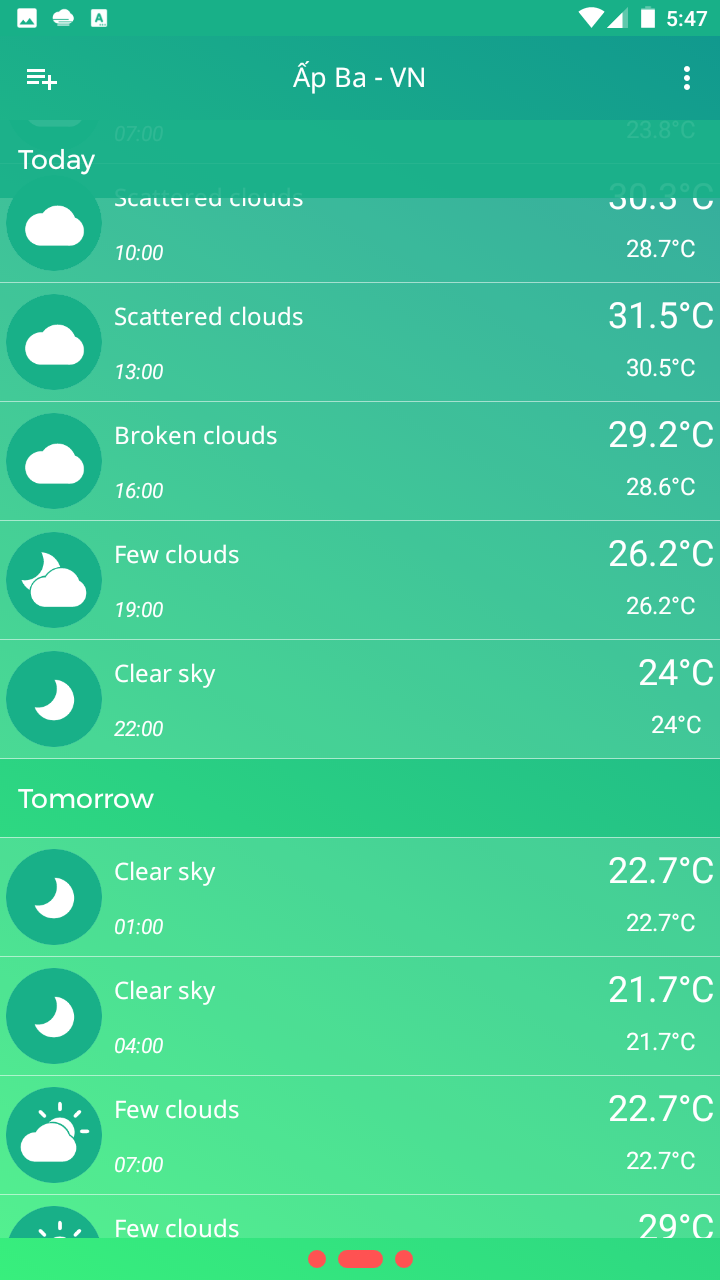 5:47
Ấp Ba - VN
07:00 23.8°C
Today
Scattered clouds 30.3°C
10:00 28.7°C
Scattered clouds 31.5°C
13:00 30.5°C
Broken clouds 29.2°C
16:00 28.6°C
Few clouds 26.2°C
19:00 26.2°C
Clear sky 24°C
22:00 24°C
Tomorrow
Clear sky 22.7°C
01:00 22.7°C
Clear sky 21.7°C
04:00 21.7°C
Few clouds 22.7°C
07:00 22.7°C
Few clouds 29°C